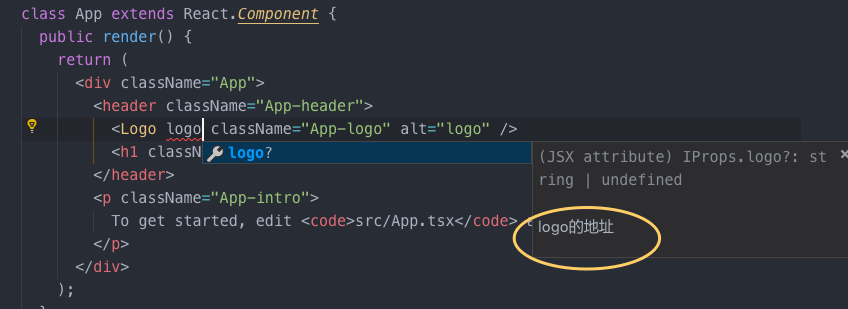 class App extends React.Component {
public render() {
return (
<div className="App">
<header className="App-header">
<Logo logo className="App-logo" alt="logo" />
<h1 classN
logo?
(JSX attribute) IProps.logo?: st
ring | undefined
logo的地址
</header>
<p className="App-intro">
To get started, edit <code>src/App.tsx</code>
</p>
</div>
);